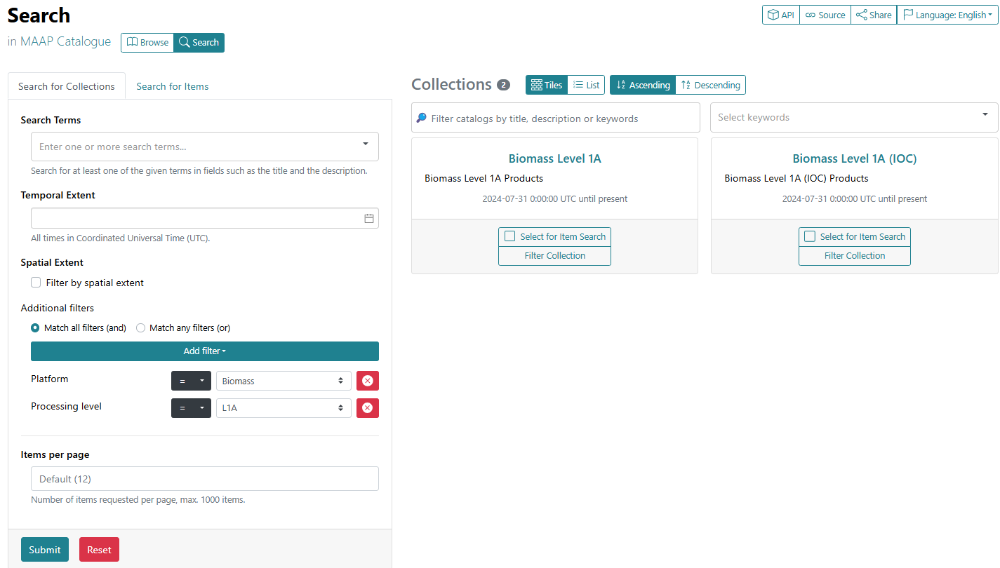 Search
in MAAP Catalogue
Browse
Search
API
Source
Share
Language: English
Search for Collections
Search for Items
Search Terms
Enter one or more search terms...
Search for at least one of the given terms in fields such as the title and the description.
Temporal Extent
All times in Coordinated Universal Time (UTC).
Spatial Extent
Filter by spatial extent
Additional filters
Match all filters (and)
Match any filters (or)
Add filter
Platform
=
Biomass
Processing level
=
L1A
Items per page
Default (12)
Number of items requested per page, max. 1000 items.
Submit
Reset
Collections 2
Tiles
List
Ascending
Descending
Filter catalogs by title, description or keywords
Select keywords
Biomass Level 1A
Biomass Level 1A Products
2024-07-31 0:00:00 UTC until present
Select for Item Search
Filter Collection
Biomass Level 1A (IOC)
Biomass Level 1A (IOC) Products
2024-07-31 0:00:00 UTC until present
Select for Item Search
Filter Collection